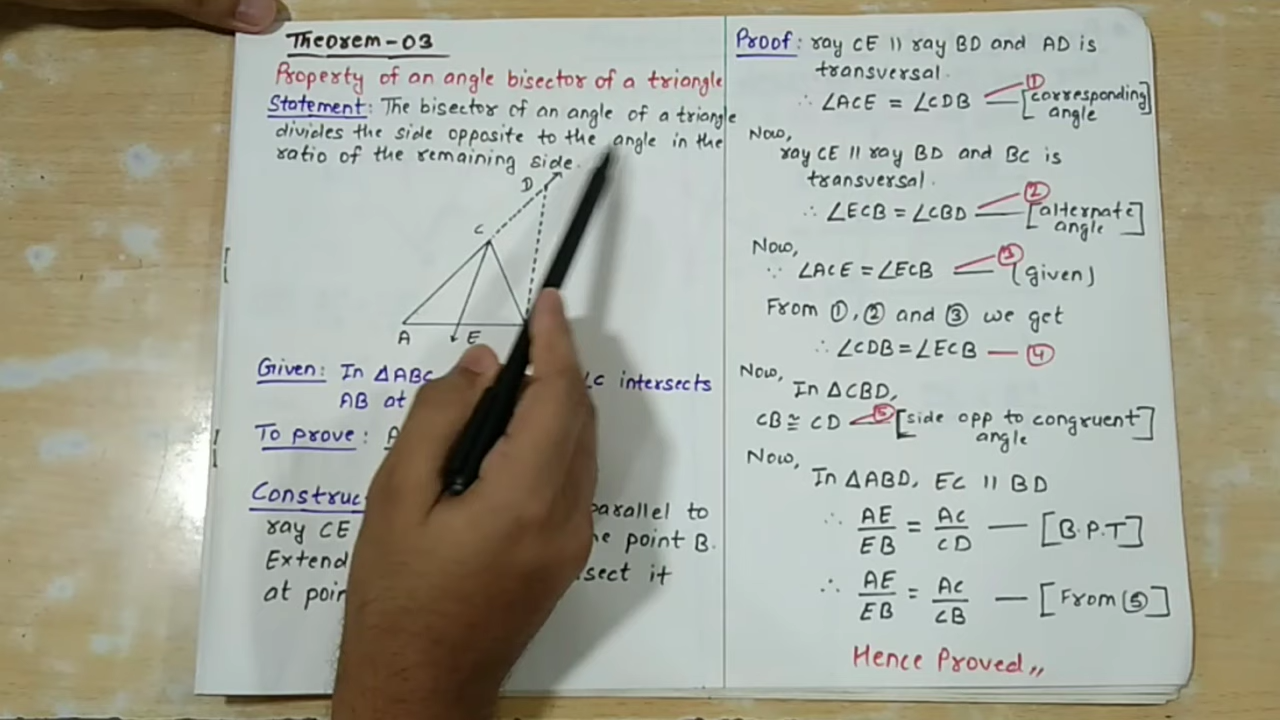 Theorem-03
Property of an angle bisector of a triangle
Statement: The bisector of an angle of a triangle
divides the side opposite to the angle in the
ratio of the remaining side.
D
C
A E
Given: In ΔABC ∠C intersects
AB at
To prove: A
Construc parallel to
ray CE the point B.
Extend sect it
at poin
Proof: ray CE || ray BD and AD is
transversal.
∴ ∠ACE = ∠CDB — ① [corresponding
angle]
Now,
ray CE || ray BD and BC is
transversal.
∴ ∠ECB = ∠CBD — ② [alternate
angle]
Now,
∵ ∠ACE = ∠ECB — ③ (given)
From ①, ② and ③ we get
∴ ∠CDB = ∠ECB — ④
Now,
In ΔCBD,
CB ≅ CD — ⑤ [side opp to congruent
angle]
Now,
In ΔABD, EC || BD
∴ AE/EB = AC/CD — [B.P.T]
∴ AE/EB = AC/CB — [From ⑤]
Hence Proved,,